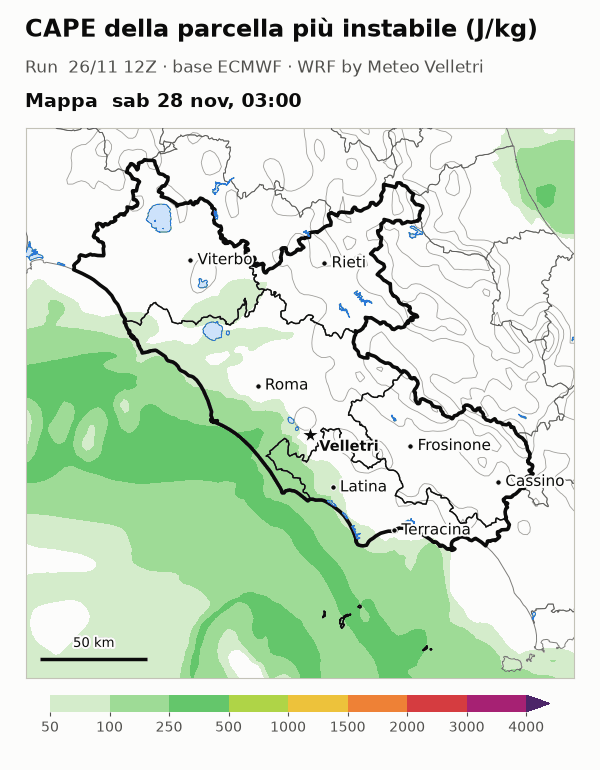 CAPE della parcella più instabile (J/kg)
Run  26/11 12Z · base ECMWF · WRF by Meteo Velletri
Mappa  sab 28 nov, 03:00
Viterbo
Rieti
Roma
Velletri
Frosinone
Cassino
Latina
Terracina
50 km
50 100 250 500 1000 1500 2000 3000 4000